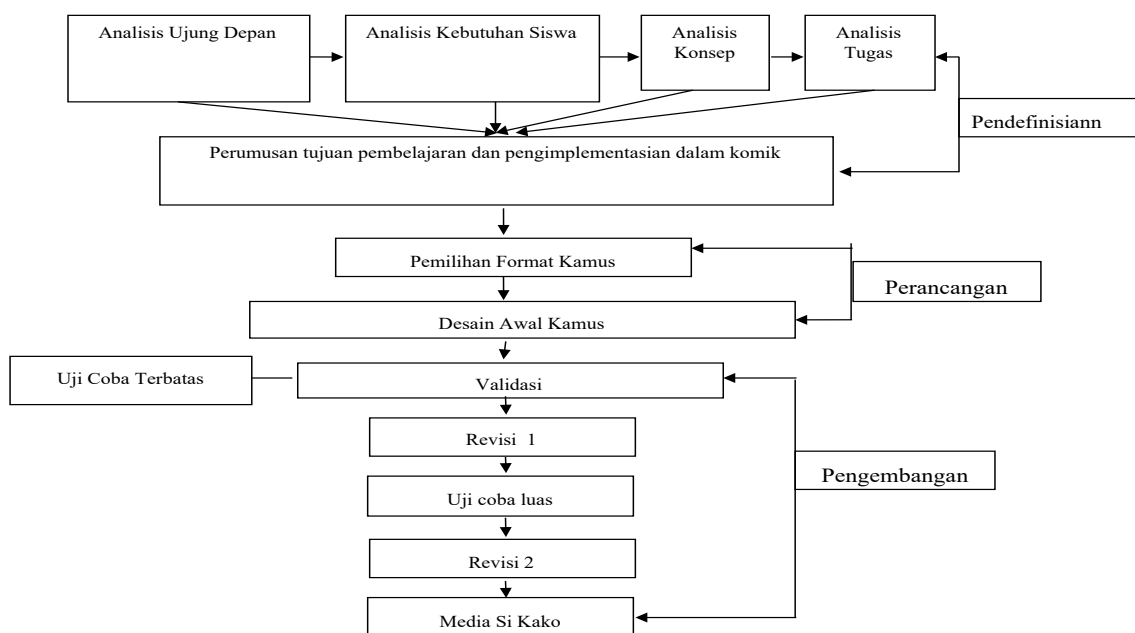 Analisis Ujung Depan
Analisis Kebutuhan Siswa
Analisis
Konsep
Analisis
Tugas
Pendefinisiann
Perumusan tujuan pembelajaran dan pengimplementasian dalam komik
Pemilihan Format Kamus
Perancangan
Desain Awal Kamus
Uji Coba Terbatas
Validasi
Revisi 1
Pengembangan
Uji coba luas
Revisi 2
Media Si Kako